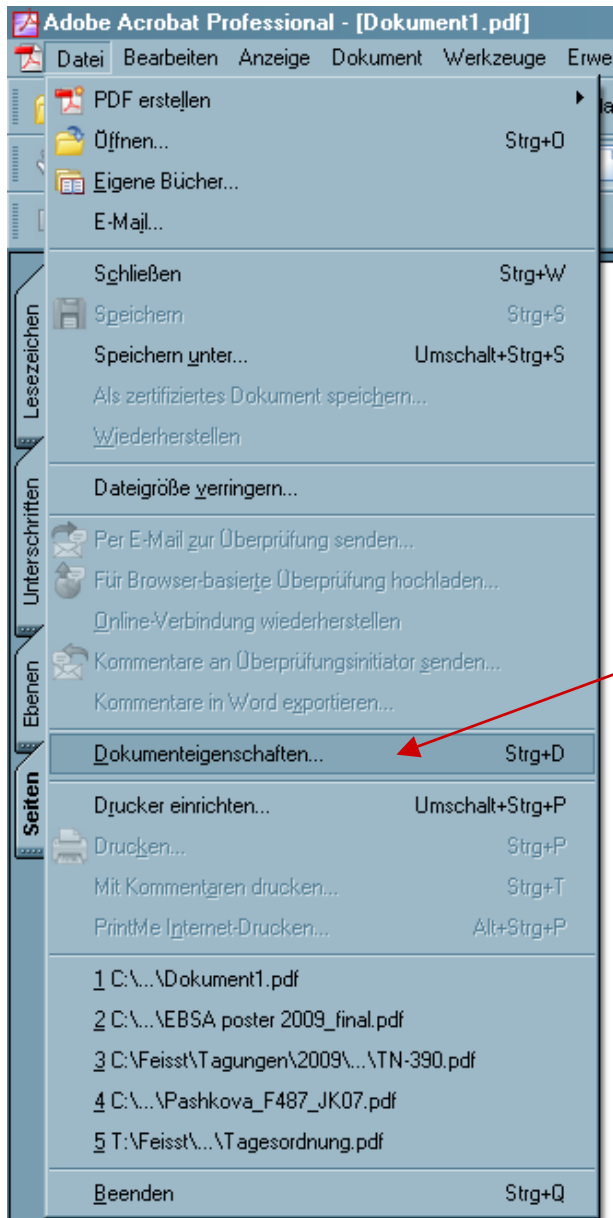 Adobe Acrobat Professional - [Dokument1.pdf]
Datei Bearbeiten Anzeige Dokument Werkzeuge Erwe
PDF erstellen
Öffnen... Strg+O
Eigene Bücher...
E-Mail...
Schließen Strg+W
Speichern Strg+S
Speichern unter... Umschalt+Strg+S
Als zertifiziertes Dokument speichern...
Wiederherstellen
Dateigröße verringern...
Per E-Mail zur Überprüfung senden...
Für Browser-basierte Überprüfung hochladen...
Online-Verbindung wiederherstellen
Kommentare an Überprüfungsinitiator senden...
Kommentare in Word exportieren...
Dokumenteigenschaften... Strg+D
Drucker einrichten... Umschalt+Strg+P
Drucken... Strg+P
Mit Kommentaren drucken... Strg+T
PrintMe Internet-Drucken... Alt+Strg+P
1 C:\...\Dokument1.pdf
2 C:\...\EBSA poster 2009_final.pdf
3 C:\Feisst\Tagungen\2009\...\TN-390.pdf
4 C:\...\Pashkova_F487_JK07.pdf
5 T:\Feisst\...\Tagesordnung.pdf
Beenden Strg+Q
Lesezeichen
Unterschriften
Ebenen
Seiten